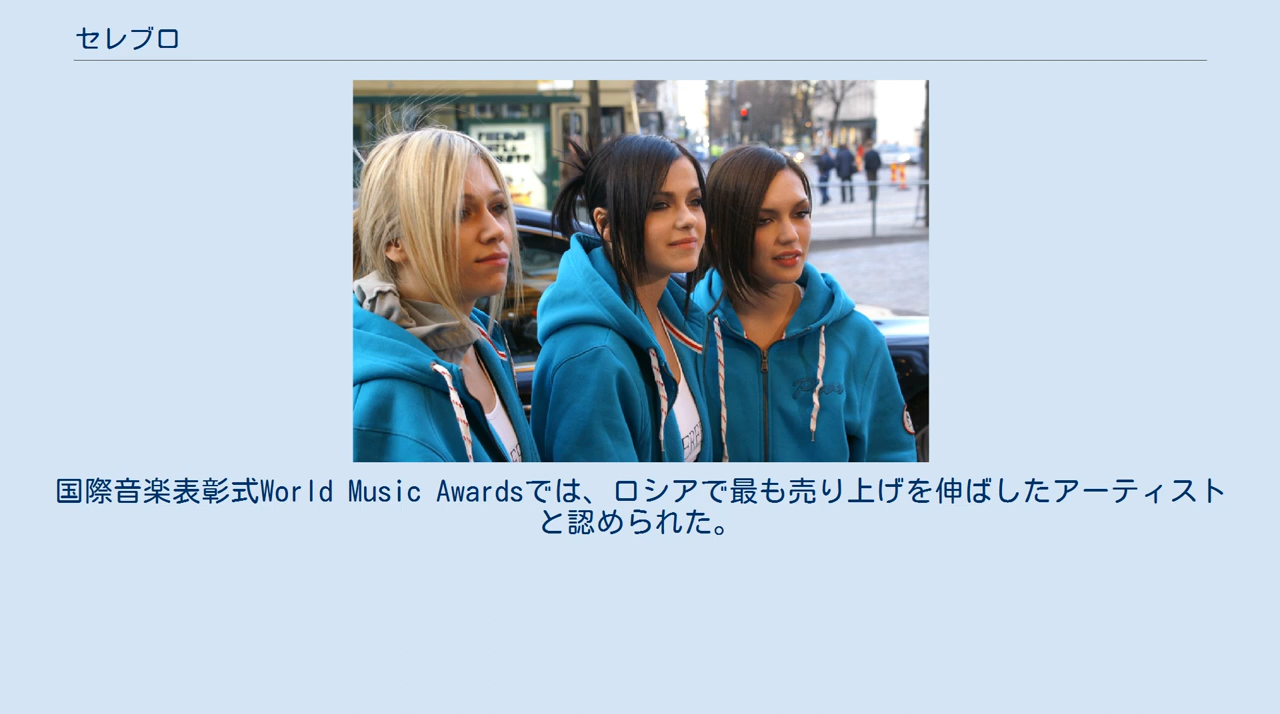 セレブロ
国際音楽表彰式World Music Awardsでは、ロシアで最も売り上げを伸ばしたアーティスト
と認められた。